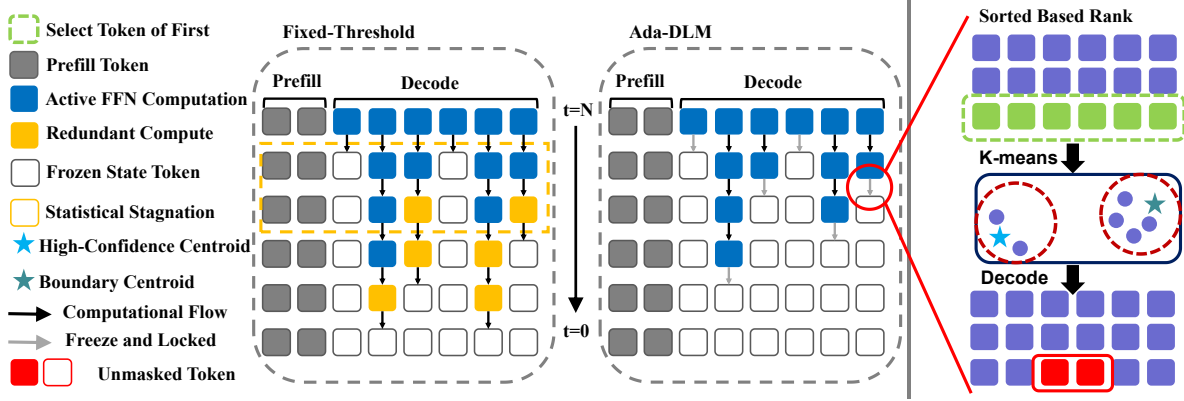 Select Token of First
Prefill Token
Active FFN Computation
Redundant Compute
Frozen State Token
Statistical Stagnation
High-Confidence Centroid
Boundary Centroid
Computational Flow
Freeze and Locked
Unmasked Token
Fixed-Threshold
Prefill
Decode
t=N
t=0
Ada-DLM
Prefill
Decode
Sorted Based Rank
K-means
Decode